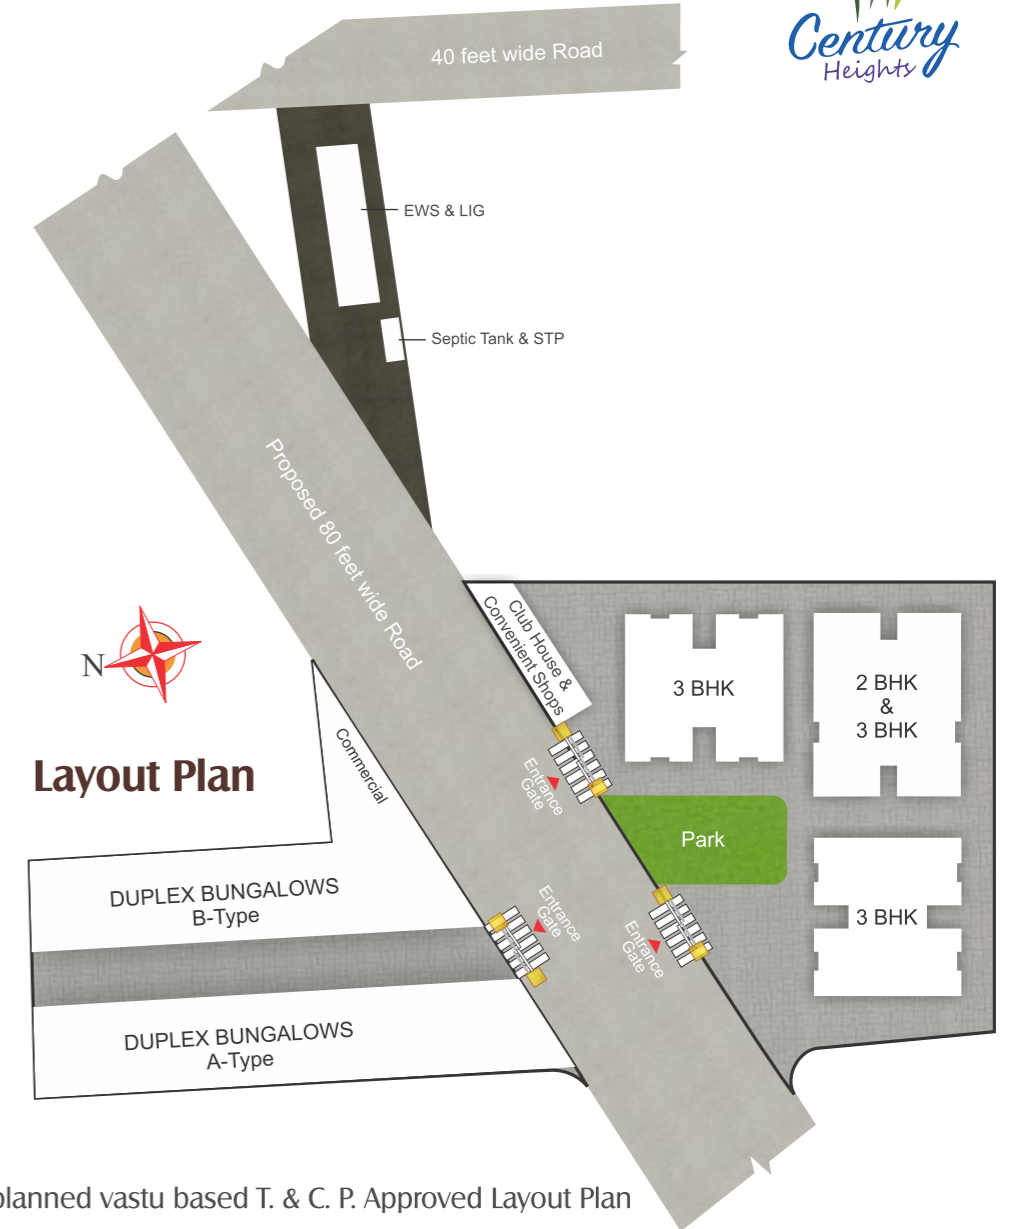 Century
Heights
40 feet wide Road
EWS & LIG
Septic Tank & STP
Proposed 80 feet wide Road
Club House &
Convenient Shops
3 BHK
2 BHK
&
3 BHK
N
Layout Plan
Commercial
Entrance
Gate
Park
DUPLEX BUNGALOWS
B-Type
Entrance
Gate
Entrance
Gate
3 BHK
DUPLEX BUNGALOWS
A-Type
planned vastu based T. & C. P. Approved Layout Plan